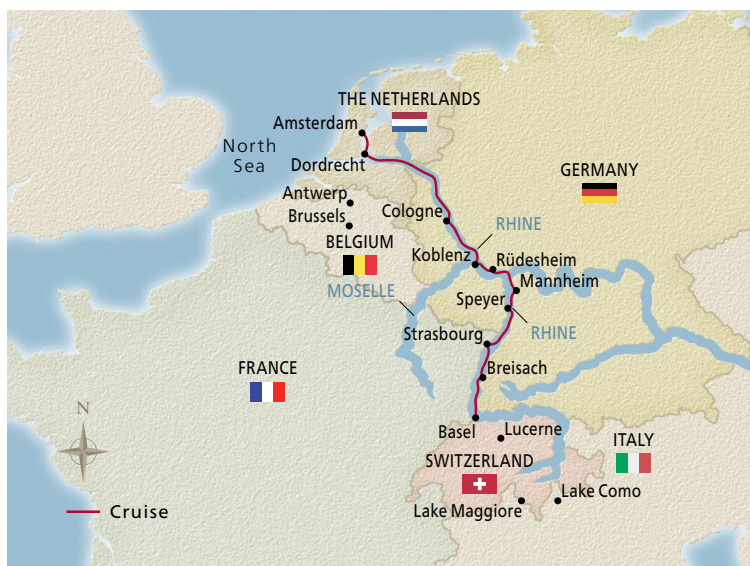 THE NETHERLANDS
Amsterdam
North
Sea
Dordrecht
GERMANY
Antwerp
Brussels
Cologne
RHINE
BELGIUM
Koblenz
Rüdesheim
MOSELLE
Mannheim
Speyer
Strasbourg
RHINE
FRANCE
Breisach
N
Basel
Lucerne
ITALY
SWITZERLAND
Lake Como
Lake Maggiore
Cruise